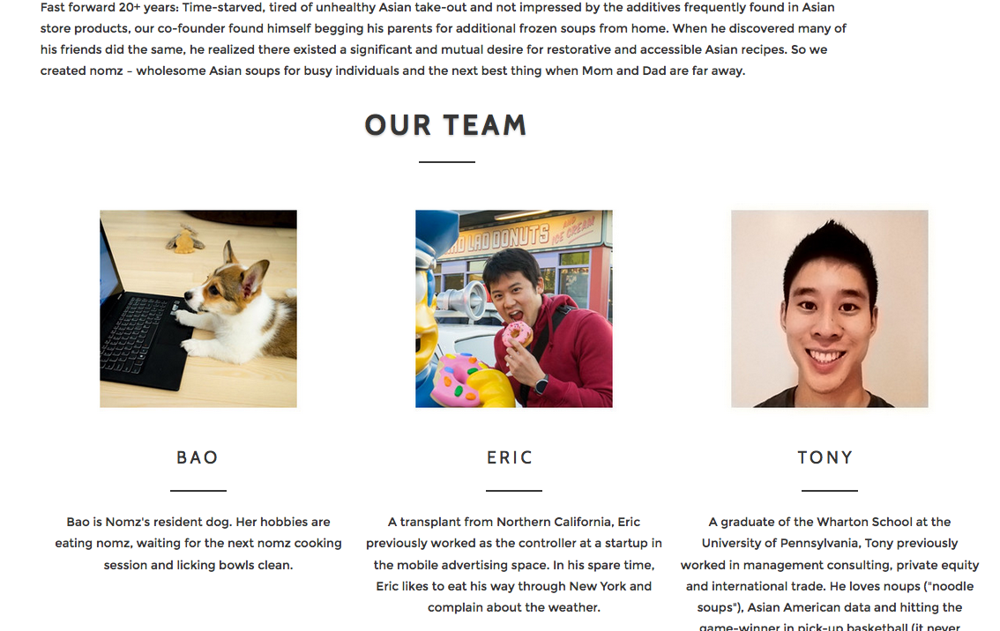 Fast forward 20+ years: Time-starved, tired of unhealthy Asian take-out and not impressed by the additives frequently found in Asian
store products, our co-founder found himself begging his parents for additional frozen soups from home. When he discovered many of
his friends did the same, he realized there existed a significant and mutual desire for restorative and accessible Asian recipes. So we
created nomz – wholesome Asian soups for busy individuals and the next best thing when Mom and Dad are far away.
OUR TEAM
LAD DONUTS
AND
ICE CREAM
BAO
Bao is Nomz's resident dog. Her hobbies are
eating nomz, waiting for the next nomz cooking
session and licking bowls clean.
ERIC
A transplant from Northern California, Eric
previously worked as the controller at a startup in
the mobile advertising space. In his spare time,
Eric likes to eat his way through New York and
complain about the weather.
TONY
A graduate of the Wharton School at the
University of Pennsylvania, Tony previously
worked in management consulting, private equity
and international trade. He loves noups ("noodle
soups"), Asian American data and hitting the
game-winner in pick-up basketball (it never